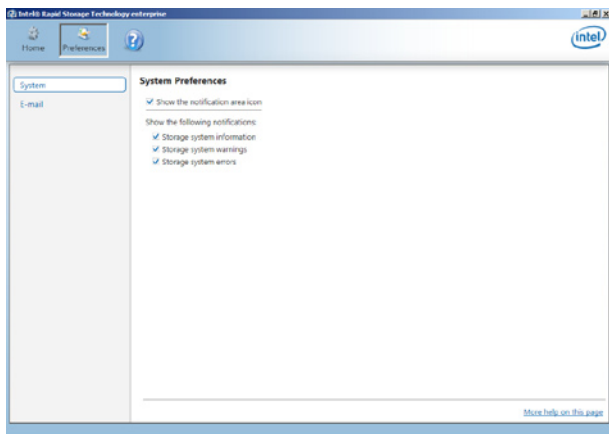 Intel® Rapid Storage Technology enterprise
Home
Preferences
?
intel
System
E-mail
System Preferences
Show the notification area icon
Show the following notifications:
Storage system information
Storage system warnings
Storage system errors
More help on this page